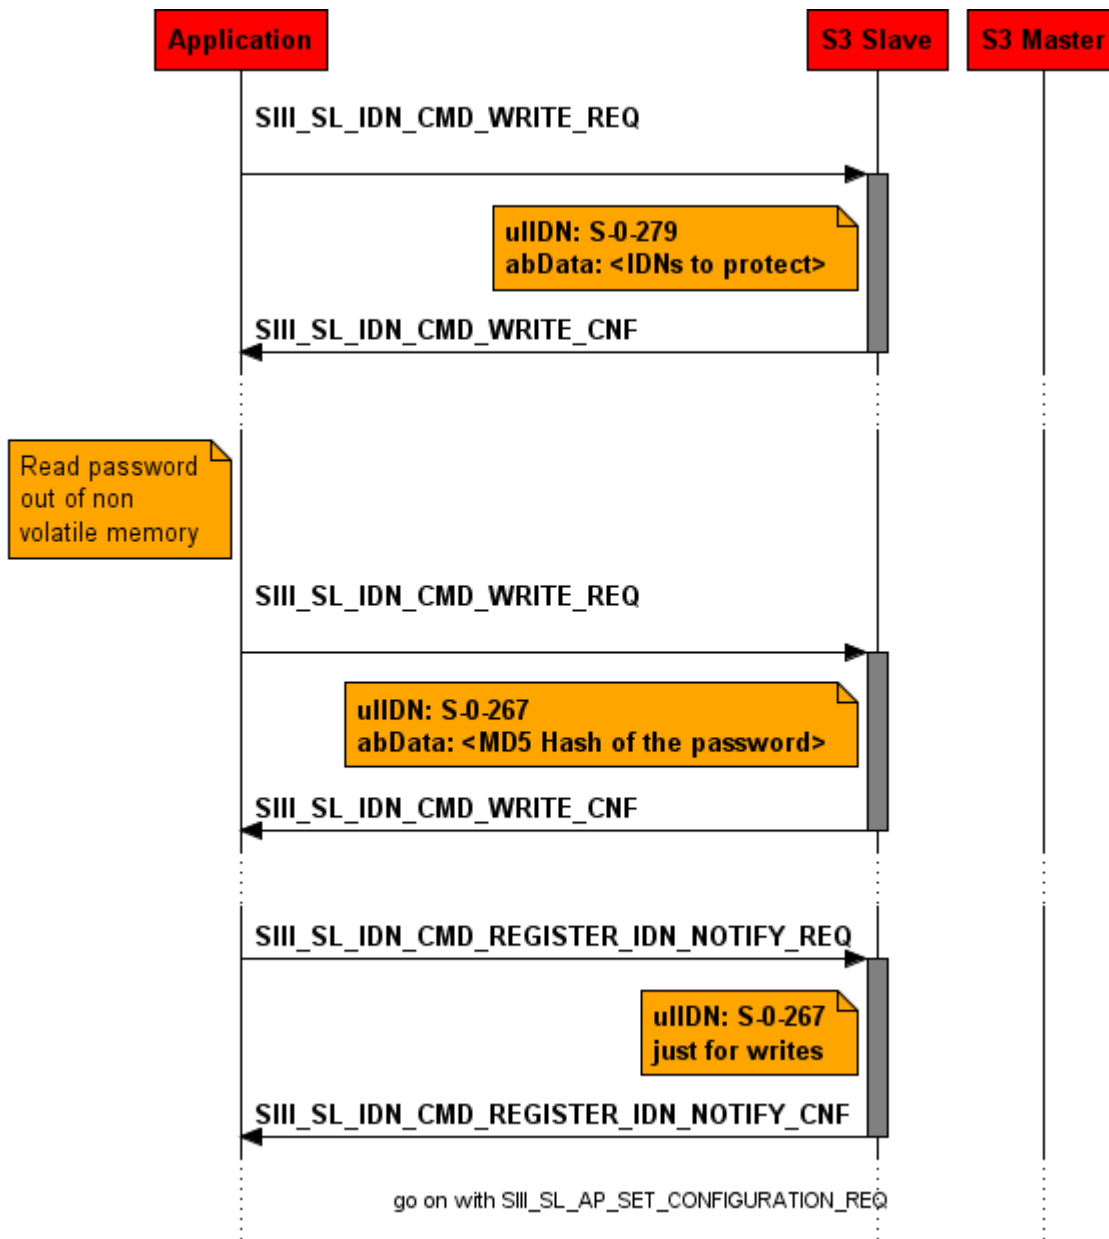 Application
S3 Slave
S3 Master
SIII_SL_IDN_CMD_WRITE_REQ
ulIDN: S-0-279
abData: <IDNs to protect>
SIII_SL_IDN_CMD_WRITE_CNF
Read password
out of non
volatile memory
SIII_SL_IDN_CMD_WRITE_REQ
ulIDN: S-0-267
abData: <MD5 Hash of the password>
SIII_SL_IDN_CMD_WRITE_CNF
SIII_SL_IDN_CMD_REGISTER_IDN_NOTIFY_REQ
ulIDN: S-0-267
just for writes
SIII_SL_IDN_CMD_REGISTER_IDN_NOTIFY_CNF
go on with SIII_SL_AP_SET_CONFIGURATION_REQ